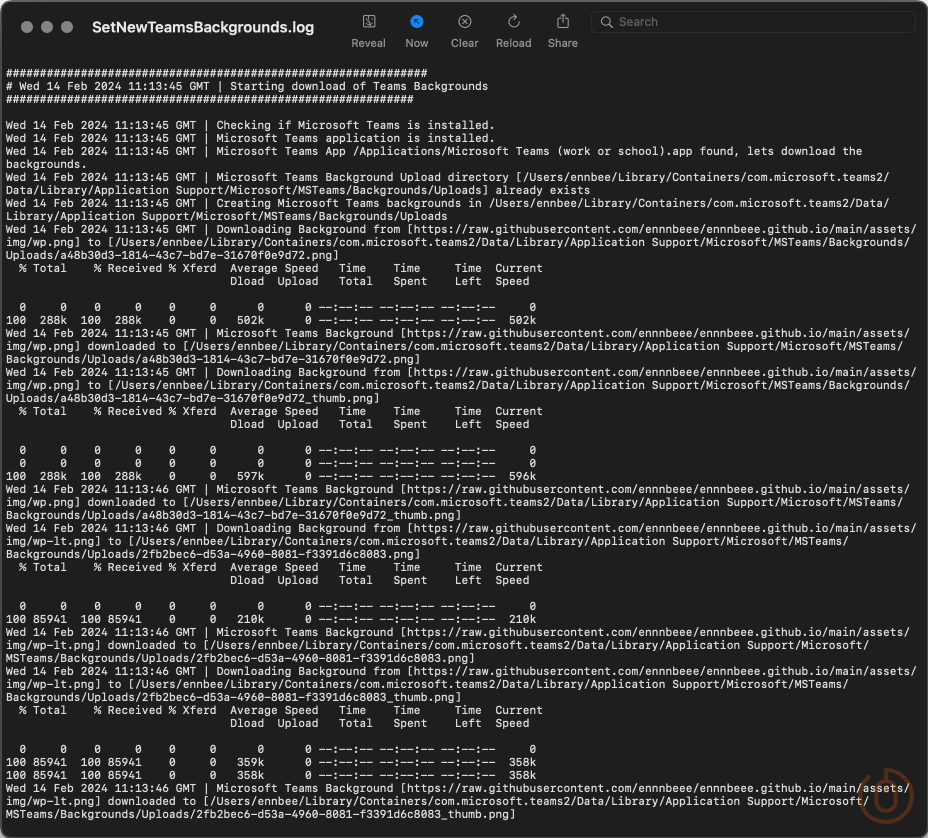 SetNewTeamsBackgrounds.log
Reveal
Now
Clear
Reload
Share
Search
##############################################################
# Wed 14 Feb 2024 11:13:45 GMT | Starting download of Teams Backgrounds
############################################################
Wed 14 Feb 2024 11:13:45 GMT | Checking if Microsoft Teams is installed.
Wed 14 Feb 2024 11:13:45 GMT | Microsoft Teams application is installed.
Wed 14 Feb 2024 11:13:45 GMT | Microsoft Teams App /Applications/Microsoft Teams (work or school).app found, lets download the
backgrounds.
Wed 14 Feb 2024 11:13:45 GMT | Microsoft Teams Background Upload directory [/Users/ennbee/Library/Containers/com.microsoft.teams2/
Data/Library/Application Support/Microsoft/MSTeams/Backgrounds/Uploads] already exists
Wed 14 Feb 2024 11:13:45 GMT | Creating Microsoft Teams backgrounds in /Users/ennbee/Library/Containers/com.microsoft.teams2/Data/
Library/Application Support/Microsoft/MSTeams/Backgrounds/Uploads
Wed 14 Feb 2024 11:13:45 GMT | Downloading Background from [https://raw.githubusercontent.com/ennnbeee/ennnbeee.github.io/main/assets/
img/wp.png] to [/Users/ennbee/Library/Containers/com.microsoft.teams2/Data/Library/Application Support/Microsoft/MSTeams/Backgrounds/
Uploads/a48b30d3-1814-43c7-bd7e-31670f0e9d72.png]
  % Total    % Received % Xferd  Average Speed   Time    Time     Time  Current
                                 Dload  Upload   Total   Spent    Left  Speed
  0     0    0     0    0     0      0      0 --:--:-- --:--:-- --:--:--     0
100  288k  100  288k    0     0   502k      0 --:--:-- --:--:-- --:--:--  502k
Wed 14 Feb 2024 11:13:45 GMT | Microsoft Teams Background [https://raw.githubusercontent.com/ennnbeee/ennnbeee.github.io/main/assets/
img/wp.png] downloaded to [/Users/ennbee/Library/Containers/com.microsoft.teams2/Data/Library/Application Support/Microsoft/MSTeams/
Backgrounds/Uploads/a48b30d3-1814-43c7-bd7e-31670f0e9d72.png]
Wed 14 Feb 2024 11:13:45 GMT | Downloading Background from [https://raw.githubusercontent.com/ennnbeee/ennnbeee.github.io/main/assets/
img/wp.png] to [/Users/ennbee/Library/Containers/com.microsoft.teams2/Data/Library/Application Support/Microsoft/MSTeams/Backgrounds/
Uploads/a48b30d3-1814-43c7-bd7e-31670f0e9d72_thumb.png]
  % Total    % Received % Xferd  Average Speed   Time    Time     Time  Current
                                 Dload  Upload   Total   Spent    Left  Speed
  0     0    0     0    0     0      0      0 --:--:-- --:--:-- --:--:--     0
  0     0    0     0    0     0      0      0 --:--:-- --:--:-- --:--:--     0
100  288k  100  288k    0     0   597k      0 --:--:-- --:--:-- --:--:--  596k
Wed 14 Feb 2024 11:13:46 GMT | Microsoft Teams Background [https://raw.githubusercontent.com/ennnbeee/ennnbeee.github.io/main/assets/
img/wp.png] downloaded to [/Users/ennbee/Library/Containers/com.microsoft.teams2/Data/Library/Application Support/Microsoft/MSTeams/
Backgrounds/Uploads/a48b30d3-1814-43c7-bd7e-31670f0e9d72_thumb.png]
Wed 14 Feb 2024 11:13:46 GMT | Downloading Background from [https://raw.githubusercontent.com/ennnbeee/ennnbeee.github.io/main/assets/
img/wp-lt.png] to [/Users/ennbee/Library/Containers/com.microsoft.teams2/Data/Library/Application Support/Microsoft/MSTeams/
Backgrounds/Uploads/2fb2bec6-d53a-4960-8081-f3391d6c8083.png]
  % Total    % Received % Xferd  Average Speed   Time    Time     Time  Current
                                 Dload  Upload   Total   Spent    Left  Speed
  0     0    0     0    0     0      0      0 --:--:-- --:--:-- --:--:--     0
100 85941  100 85941    0     0   210k      0 --:--:-- --:--:-- --:--:--  210k
Wed 14 Feb 2024 11:13:46 GMT | Microsoft Teams Background [https://raw.githubusercontent.com/ennnbeee/ennnbeee.github.io/main/assets/
img/wp-lt.png] downloaded to [/Users/ennbee/Library/Containers/com.microsoft.teams2/Data/Library/Application Support/Microsoft/
MSTeams/Backgrounds/Uploads/2fb2bec6-d53a-4960-8081-f3391d6c8083.png]
Wed 14 Feb 2024 11:13:46 GMT | Downloading Background from [https://raw.githubusercontent.com/ennnbeee/ennnbeee.github.io/main/assets/
img/wp-lt.png] to [/Users/ennbee/Library/Containers/com.microsoft.teams2/Data/Library/Application Support/Microsoft/MSTeams/
Backgrounds/Uploads/2fb2bec6-d53a-4960-8081-f3391d6c8083_thumb.png]
  % Total    % Received % Xferd  Average Speed   Time    Time     Time  Current
                                 Dload  Upload   Total   Spent    Left  Speed
  0     0    0     0    0     0      0      0 --:--:-- --:--:-- --:--:--     0
100 85941  100 85941    0     0   359k      0 --:--:-- --:--:-- --:--:--  358k
100 85941  100 85941    0     0   358k      0 --:--:-- --:--:-- --:--:--  358k
Wed 14 Feb 2024 11:13:46 GMT | Microsoft Teams Background [https://raw.githubusercontent.com/ennnbeee/ennnbeee.github.io/main/assets/
img/wp-lt.png] downloaded to [/Users/ennbee/Library/Containers/com.microsoft.teams2/Data/Library/Application Support/Microsoft/
MSTeams/Backgrounds/Uploads/2fb2bec6-d53a-4960-8081-f3391d6c8083_thumb.png]